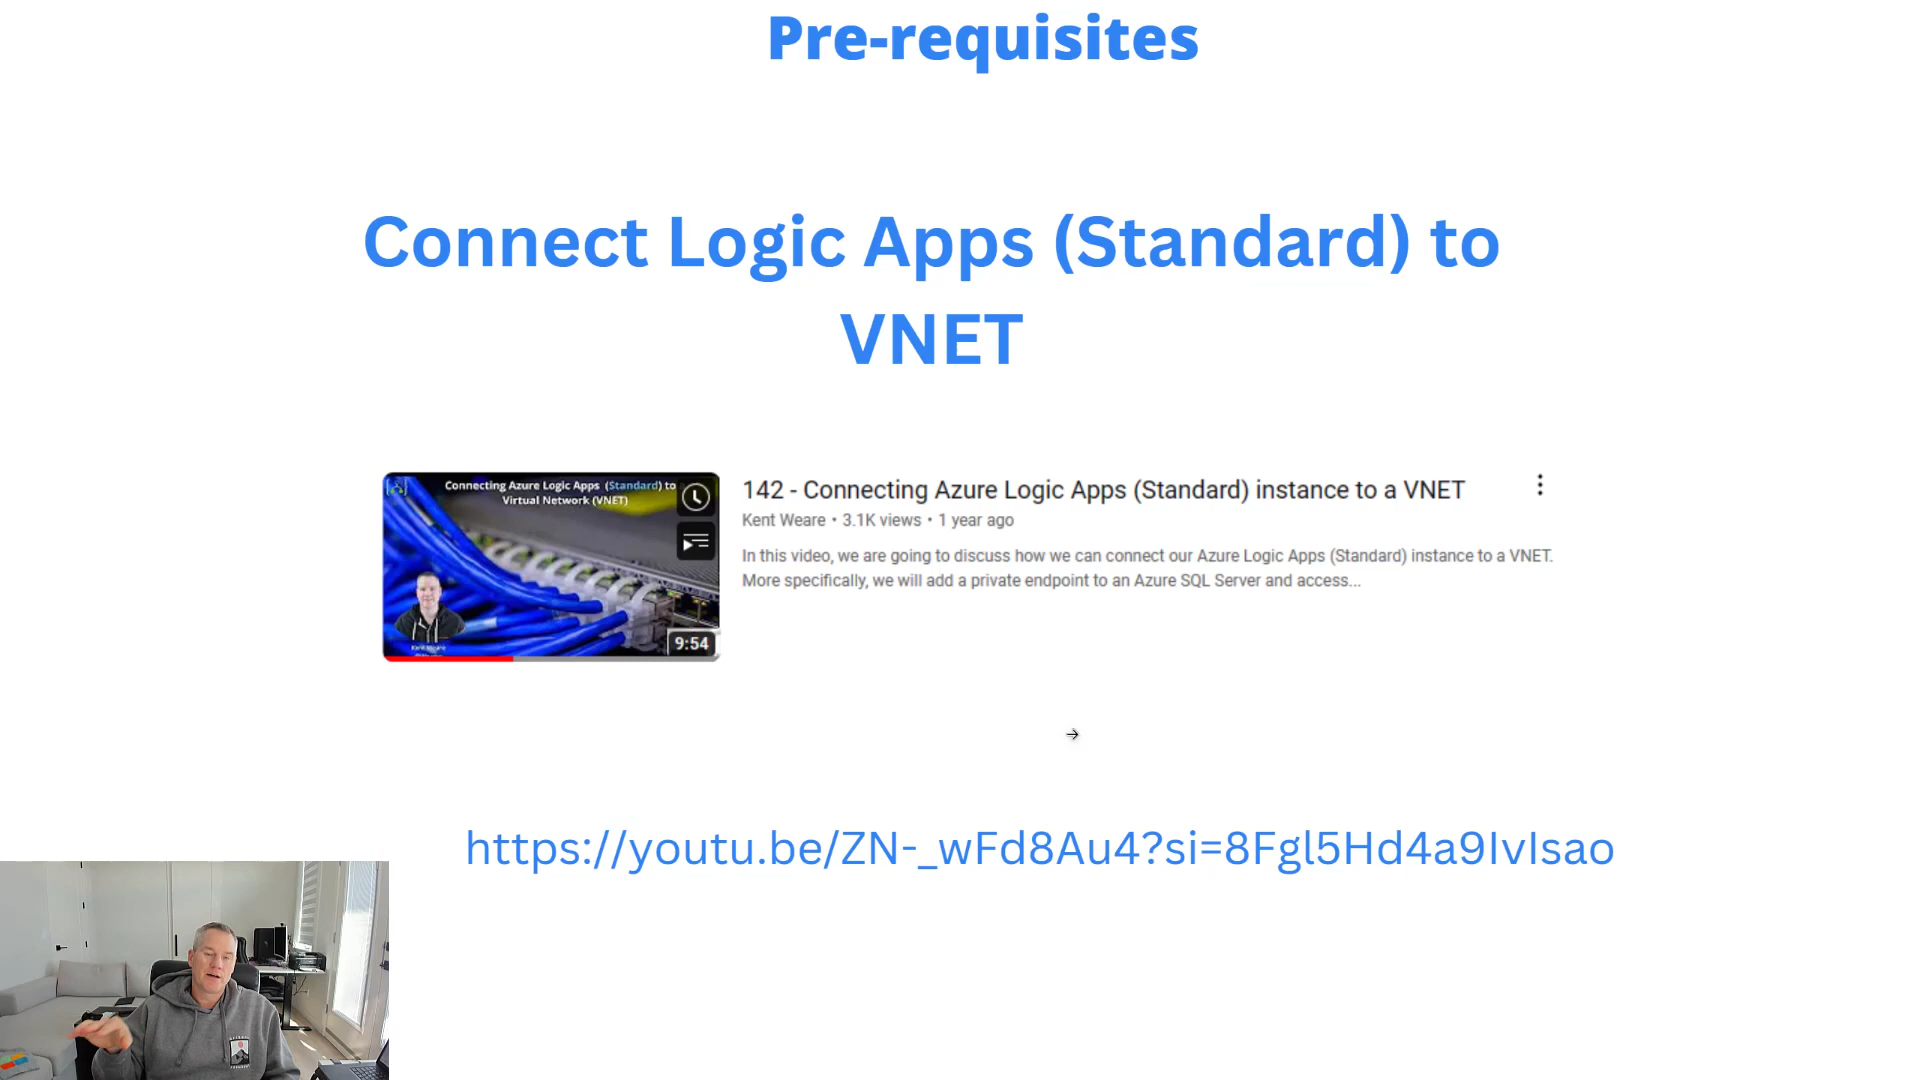 Pre-requisites
Connect Logic Apps (Standard) to
VNET
Connecting Azure Logic Apps (Standard) to
Virtual Network (VNET)
9:54
142 - Connecting Azure Logic Apps (Standard) instance to a VNET
Kent Weare • 3.1K views • 1 year ago
In this video, we are going to discuss how we can connect our Azure Logic Apps (Standard) instance to a VNET.
More specifically, we will add a private endpoint to an Azure SQL Server and access...
https://youtu.be/ZN-_wFd8Au4?si=8Fgl5Hd4a9IvIsao